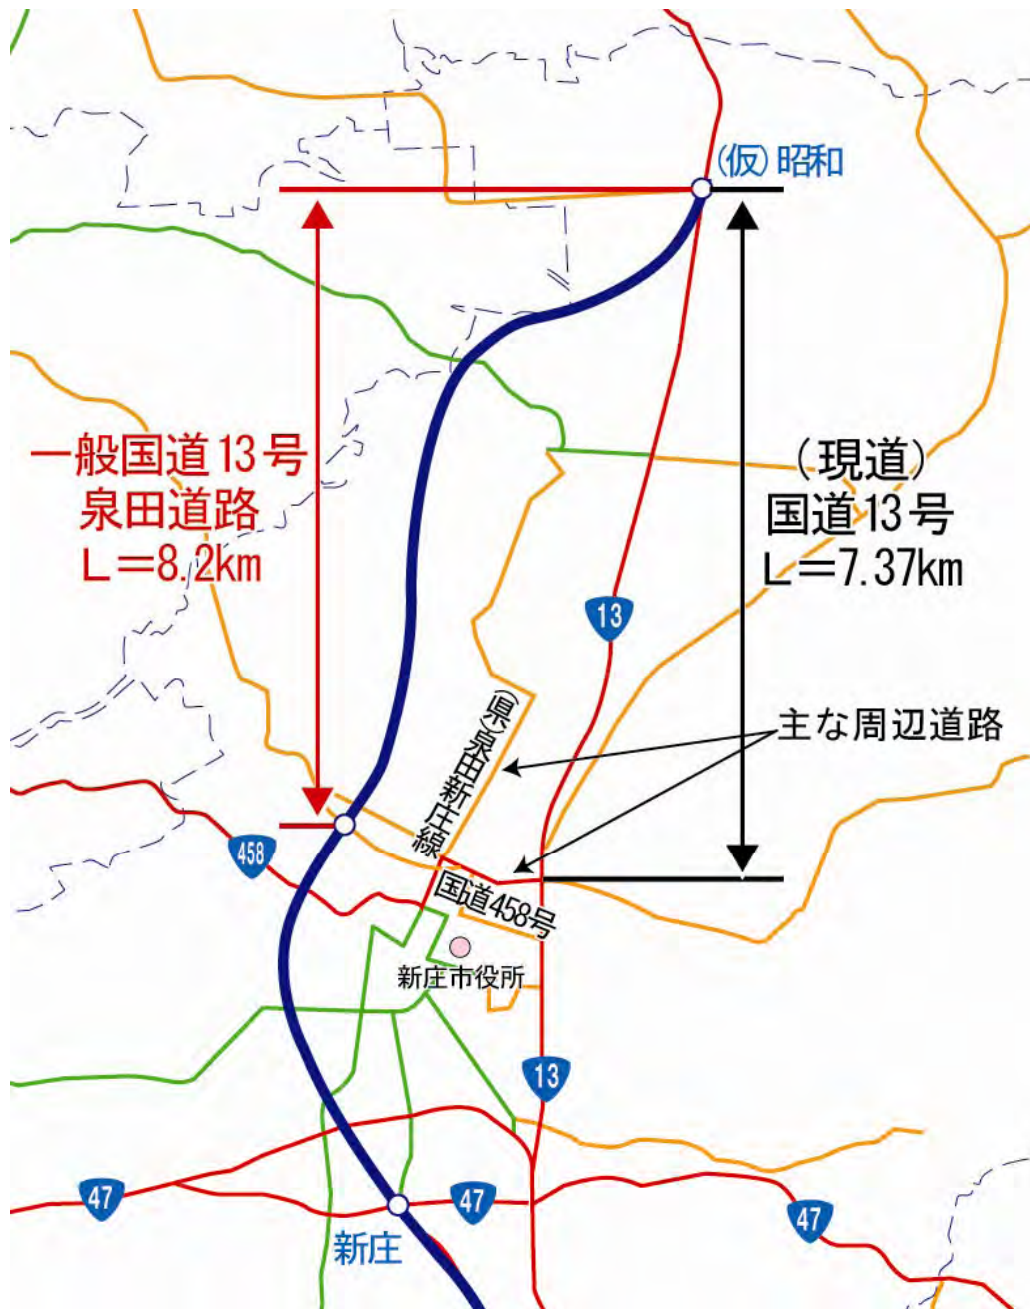 (仮)昭和
一般国道13号
泉田道路
L=8.2km
(現道)
国道13号
L=7.37km
13
主な周辺道路
(県)泉田新庄線
458
国道458号
新庄市役所
13
47
47
47
新庄